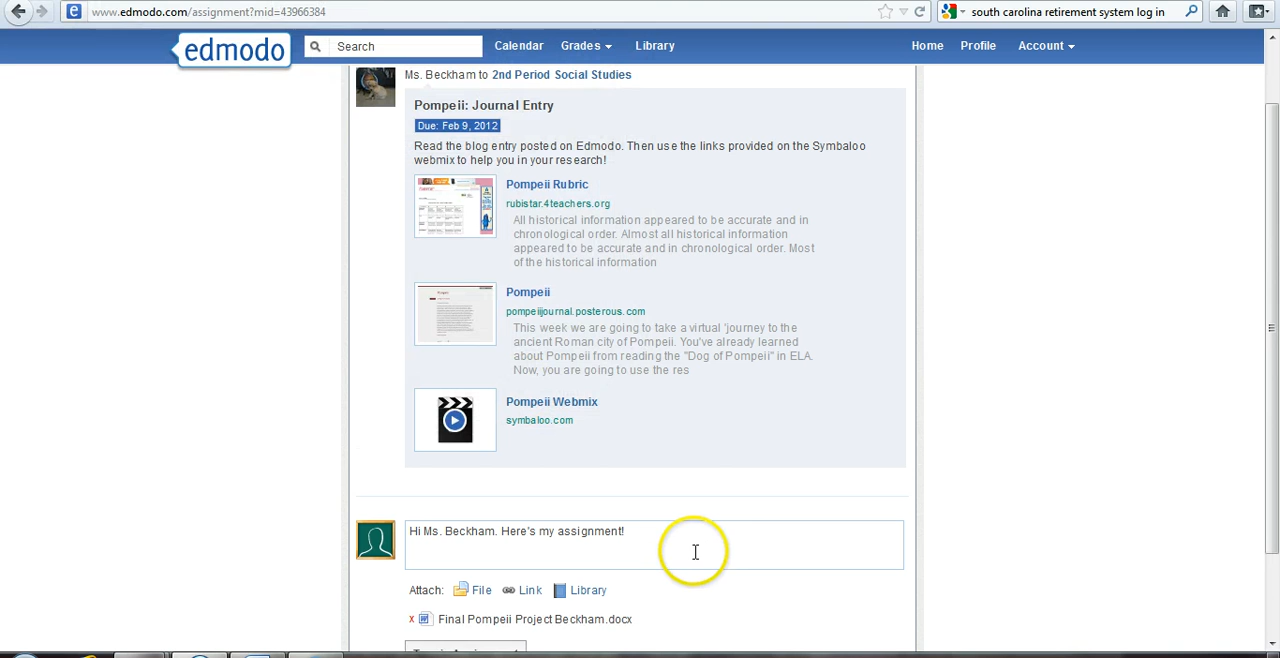 www.edmodo.com/assignment?mid=43966384
south carolina retirement system log in
edmodo
Search
Calendar
Grades
Library
Home
Profile
Account
Ms. Beckham to 2nd Period Social Studies
Pompeii: Journal Entry
Due: Feb 9, 2012
Read the blog entry posted on Edmodo. Then use the links provided on the Symbaloo
webmix to help you in your research!
Pompeii Rubric
rubistar.4teachers.org
All historical information appeared to be accurate and in
chronological order. Almost all historical information
appeared to be accurate and in chronological order. Most
of the historical information
Pompeii
pompeiijournal.posterous.com
This week we are going to take a virtual 'journey to the
ancient Roman city of Pompeii. You've already learned
about Pompeii from reading the "Dog of Pompeii" in ELA.
Now, you are going to use the res
Pompeii Webmix
symbaloo.com
Hi Ms. Beckham. Here's my assignment!
Attach: File Link Library
x Final Pompeii Project Beckham.docx